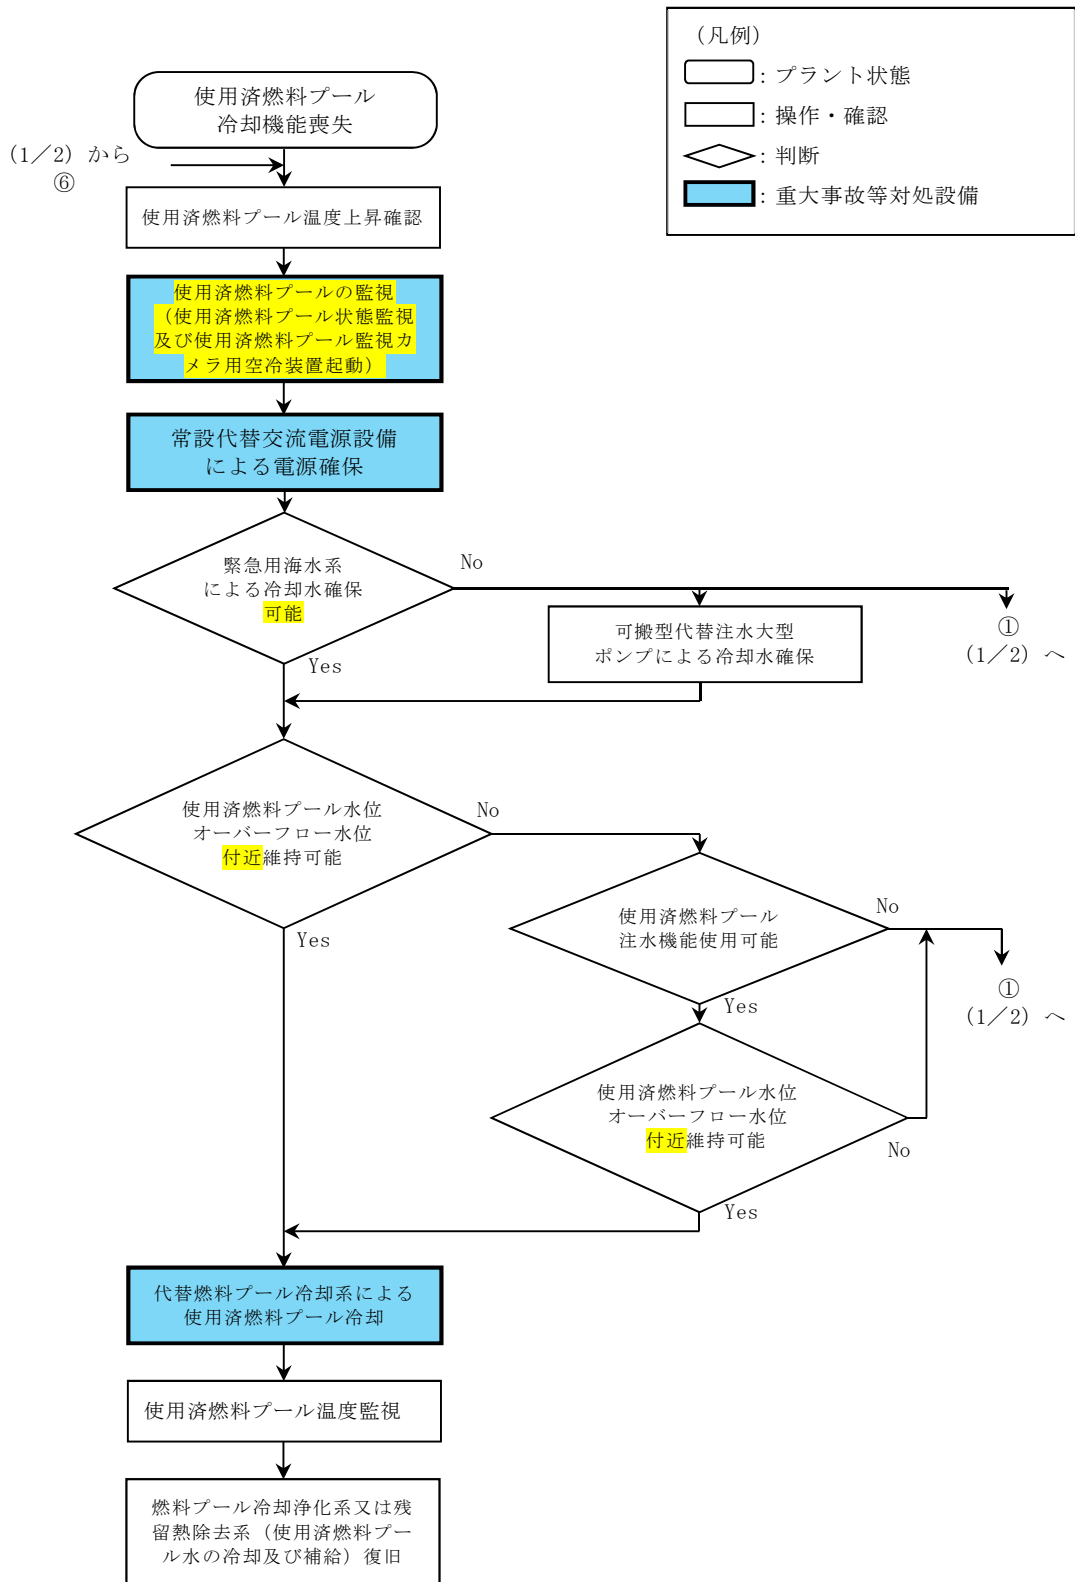 (凡例)
: プラント状態
: 操作・確認
: 判断
: 重大事故等対処設備
使用済燃料プール
冷却機能喪失
(1/2) から
⑥
使用済燃料プール温度上昇確認
使用済燃料プールの監視
(使用済燃料プール状態監視
及び使用済燃料プール監視カ
メラ用空冷装置起動)
常設代替交流電源設備
による電源確保
緊急用海水系
による冷却水確保
可能
No
Yes
可搬型代替注水大型
ポンプによる冷却水確保
①
(1/2) へ
使用済燃料プール水位
オーバーフロー水位
付近維持可能
No
Yes
使用済燃料プール
注水機能使用可能
No
Yes
①
(1/2) へ
使用済燃料プール水位
オーバーフロー水位
付近維持可能
No
Yes
代替燃料プール冷却系による
使用済燃料プール冷却
使用済燃料プール温度監視
燃料プール冷却浄化系又は残
留熱除去系(使用済燃料プー
ル水の冷却及び補給)復旧